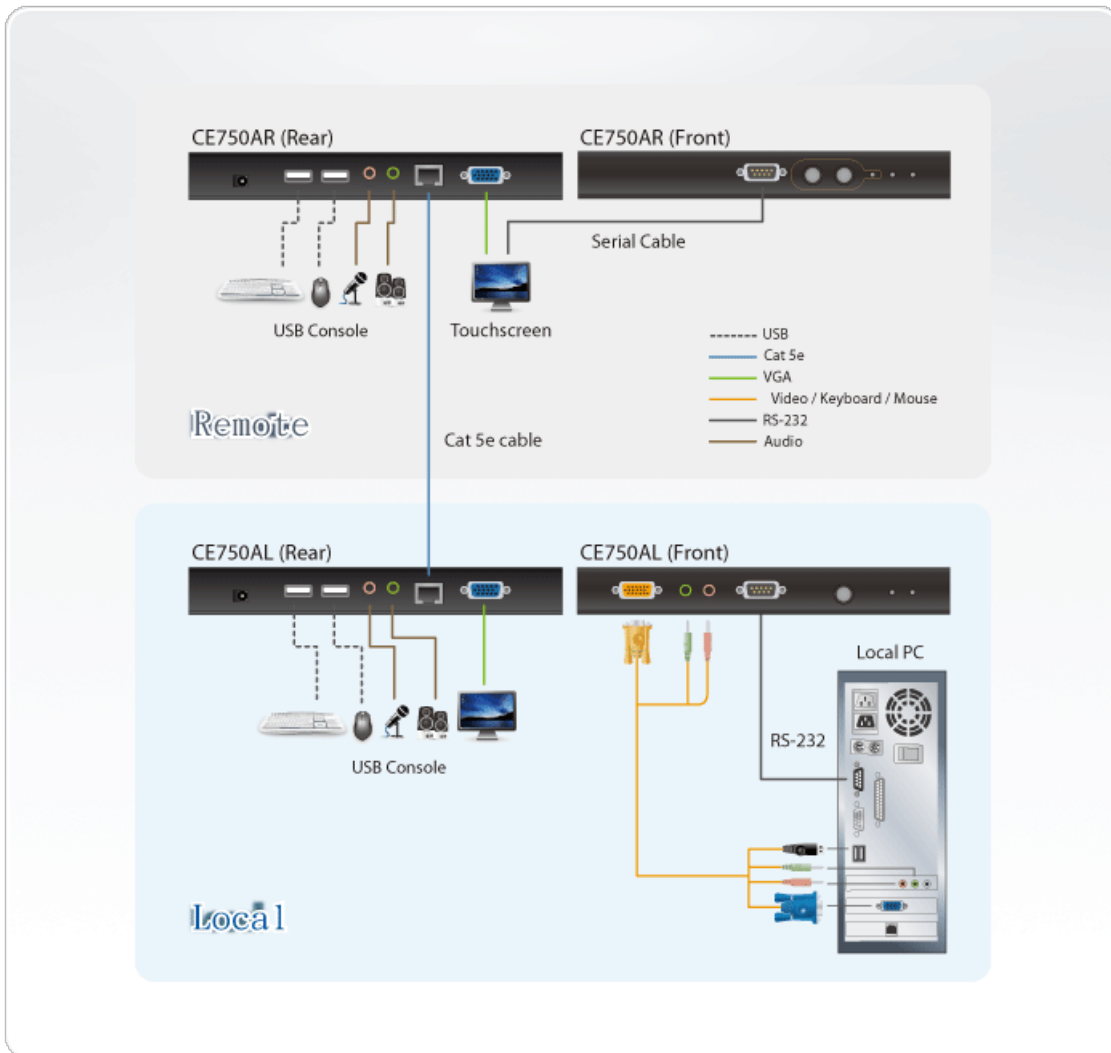 CE750AR (Rear)
CE750AR (Front)
Serial Cable
USB Console
Touchscreen
USB
Cat 5e
VGA
Video / Keyboard / Mouse
RS-232
Audio
Remote
Cat 5e cable
CE750AL (Rear)
CE750AL (Front)
Local PC
RS-232
USB Console
Local